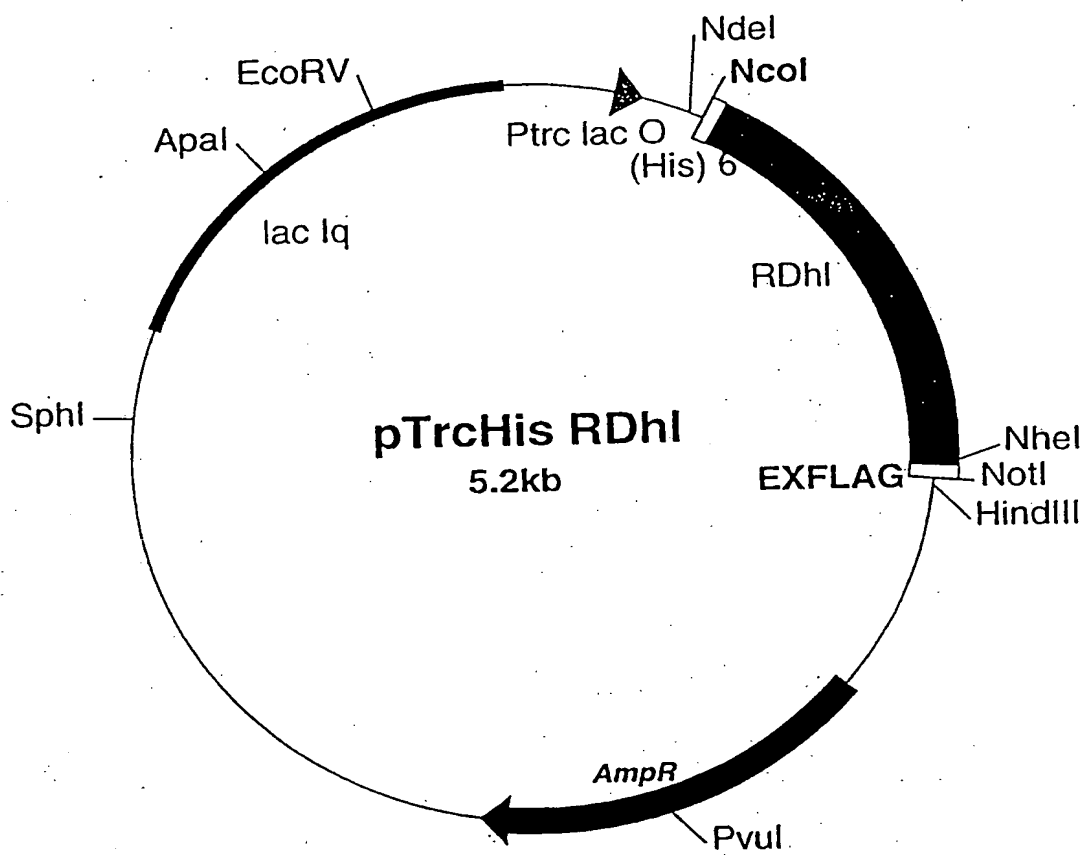 NdeI
NcoI
EcoRV
Ptrc lac O
ApaI
(His) 6
lac Iq
RDhI
SphI
pTrcHis RDhI
5.2kb
NheI
EXFLAG
NotI
HindIII
AmpR
PvuI